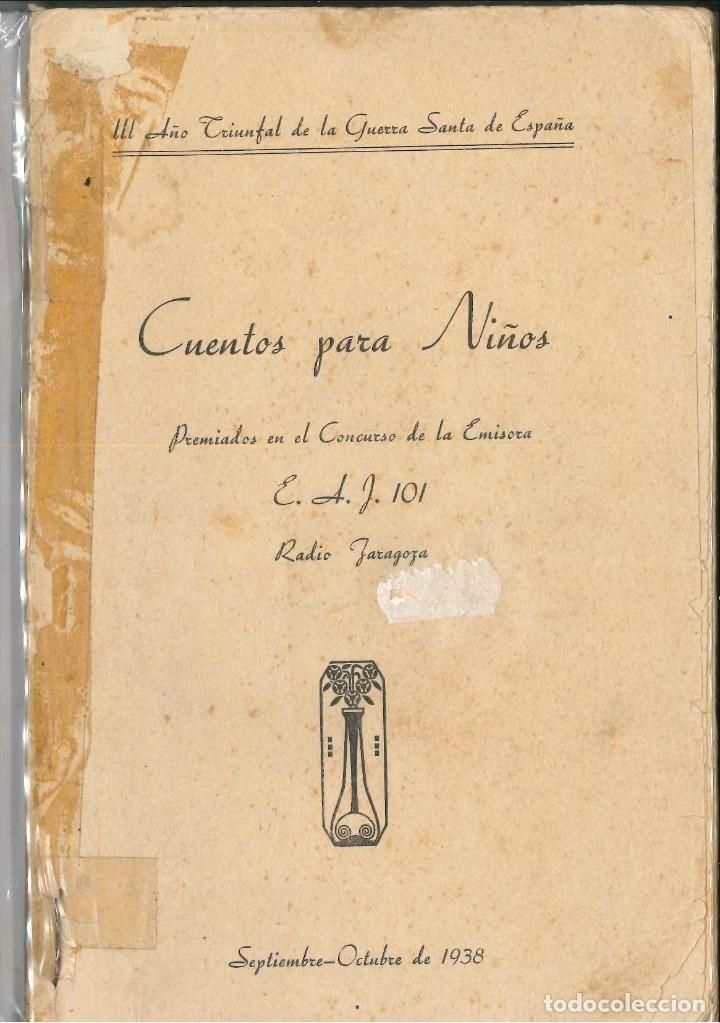 III Año Triunfal de la Guerra Santa de España
Cuentos para Niños
Premiados en el Concurso de la Emisora
E. A. J. 101
Radio Zaragoza
Septiembre-Octubre de 1938
todocoleccion